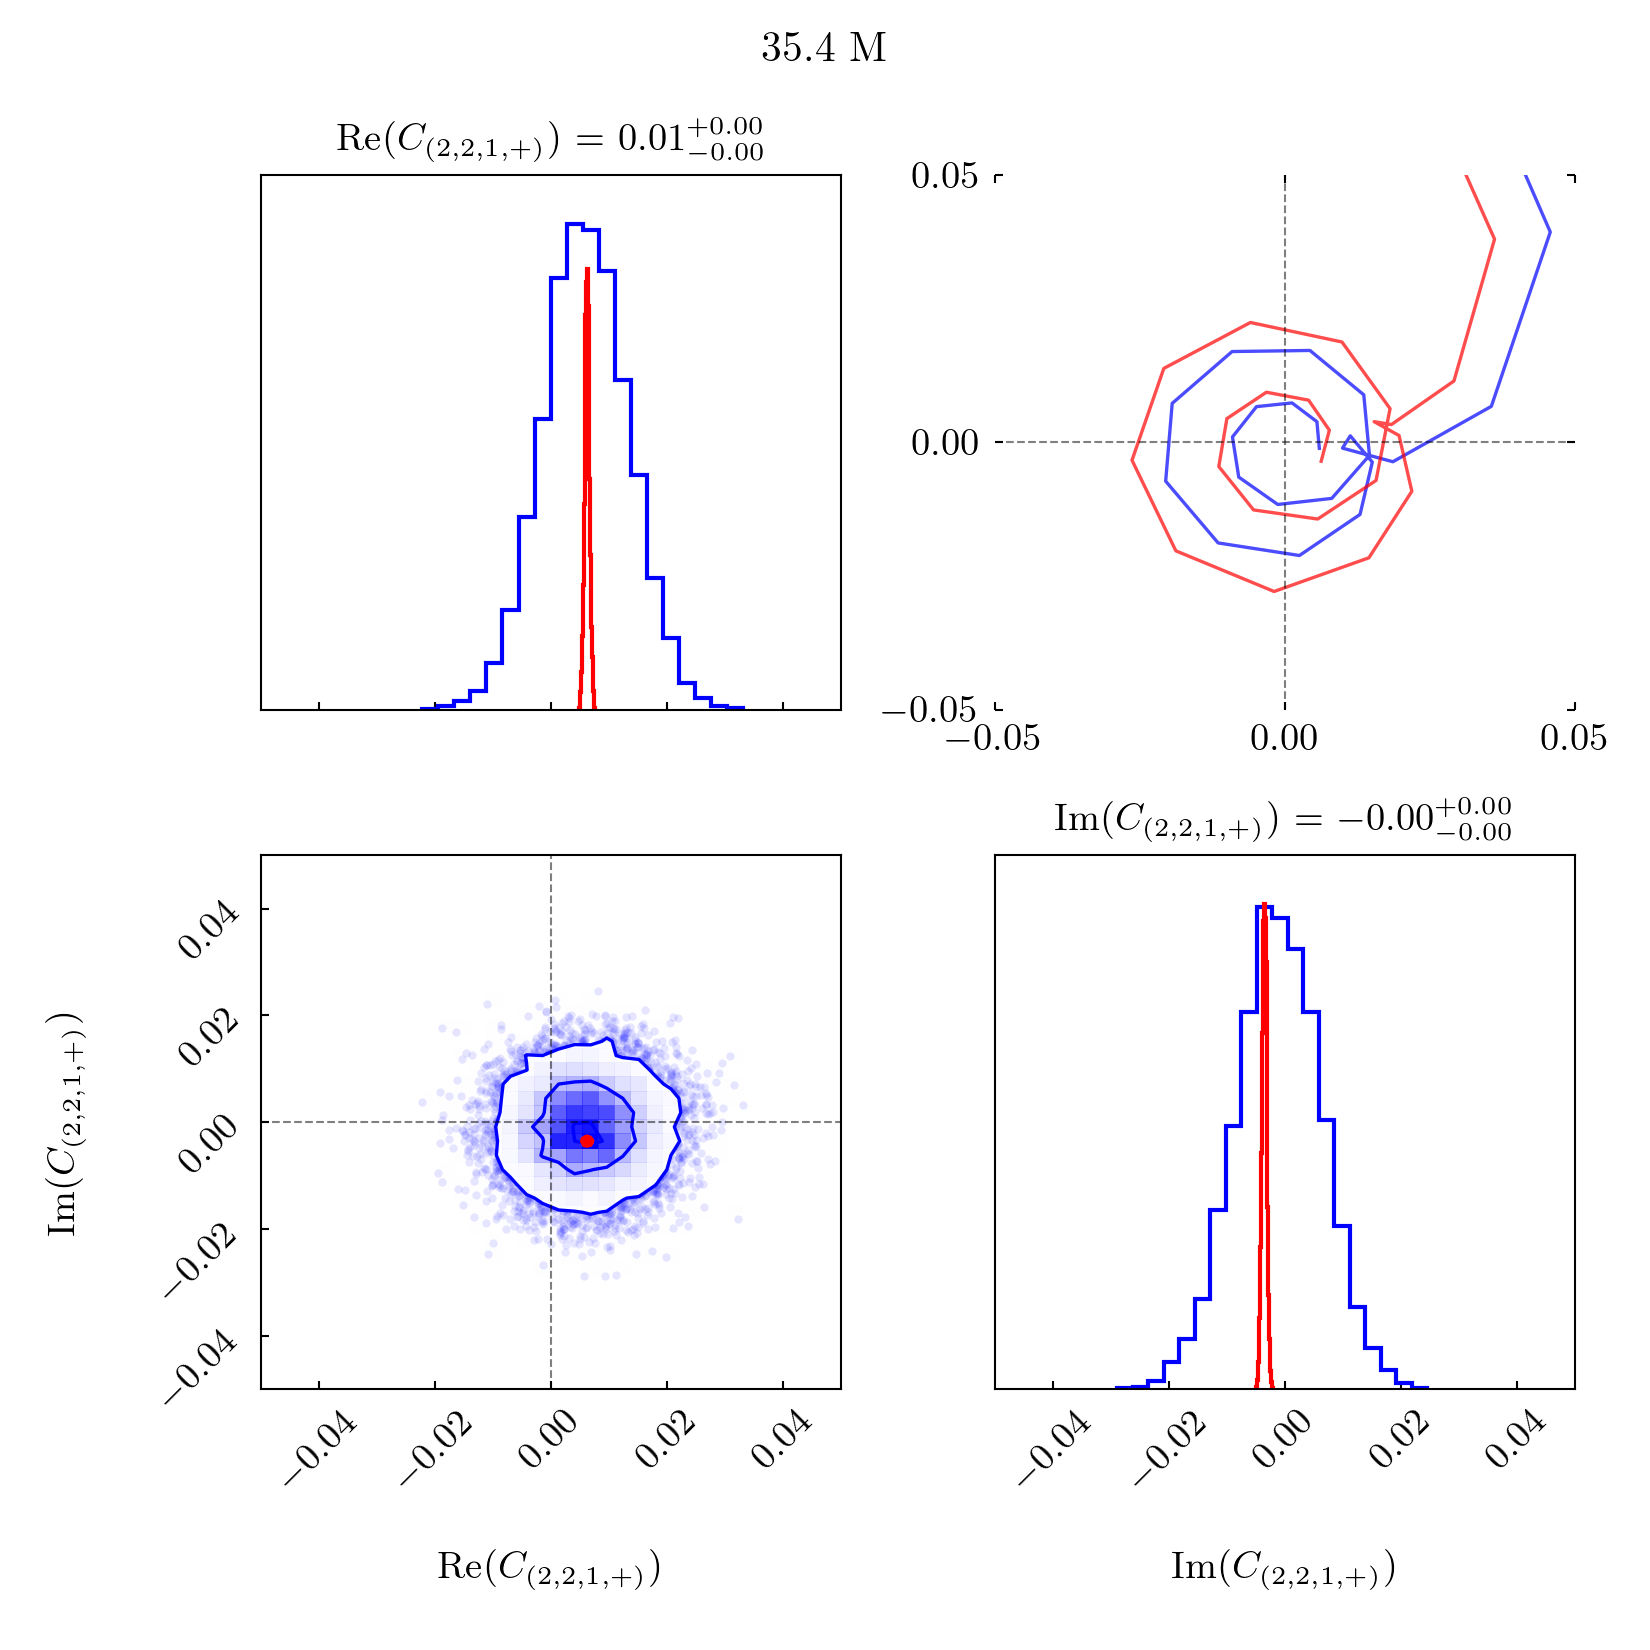 35.4 M
Re(C_(2,2,1,+)) = 0.01^{+0.00}_{−0.00}
0.05
0.00
−0.05
−0.05 0.00 0.05
Im(C_(2,2,1,+)) = −0.00^{+0.00}_{−0.00}
Im(C_(2,2,1,+))
0.04
0.02
0.00
−0.02
−0.04
−0.04 −0.02 0.00 0.02 0.04
−0.04 −0.02 0.00 0.02 0.04
Re(C_(2,2,1,+))
Im(C_(2,2,1,+))